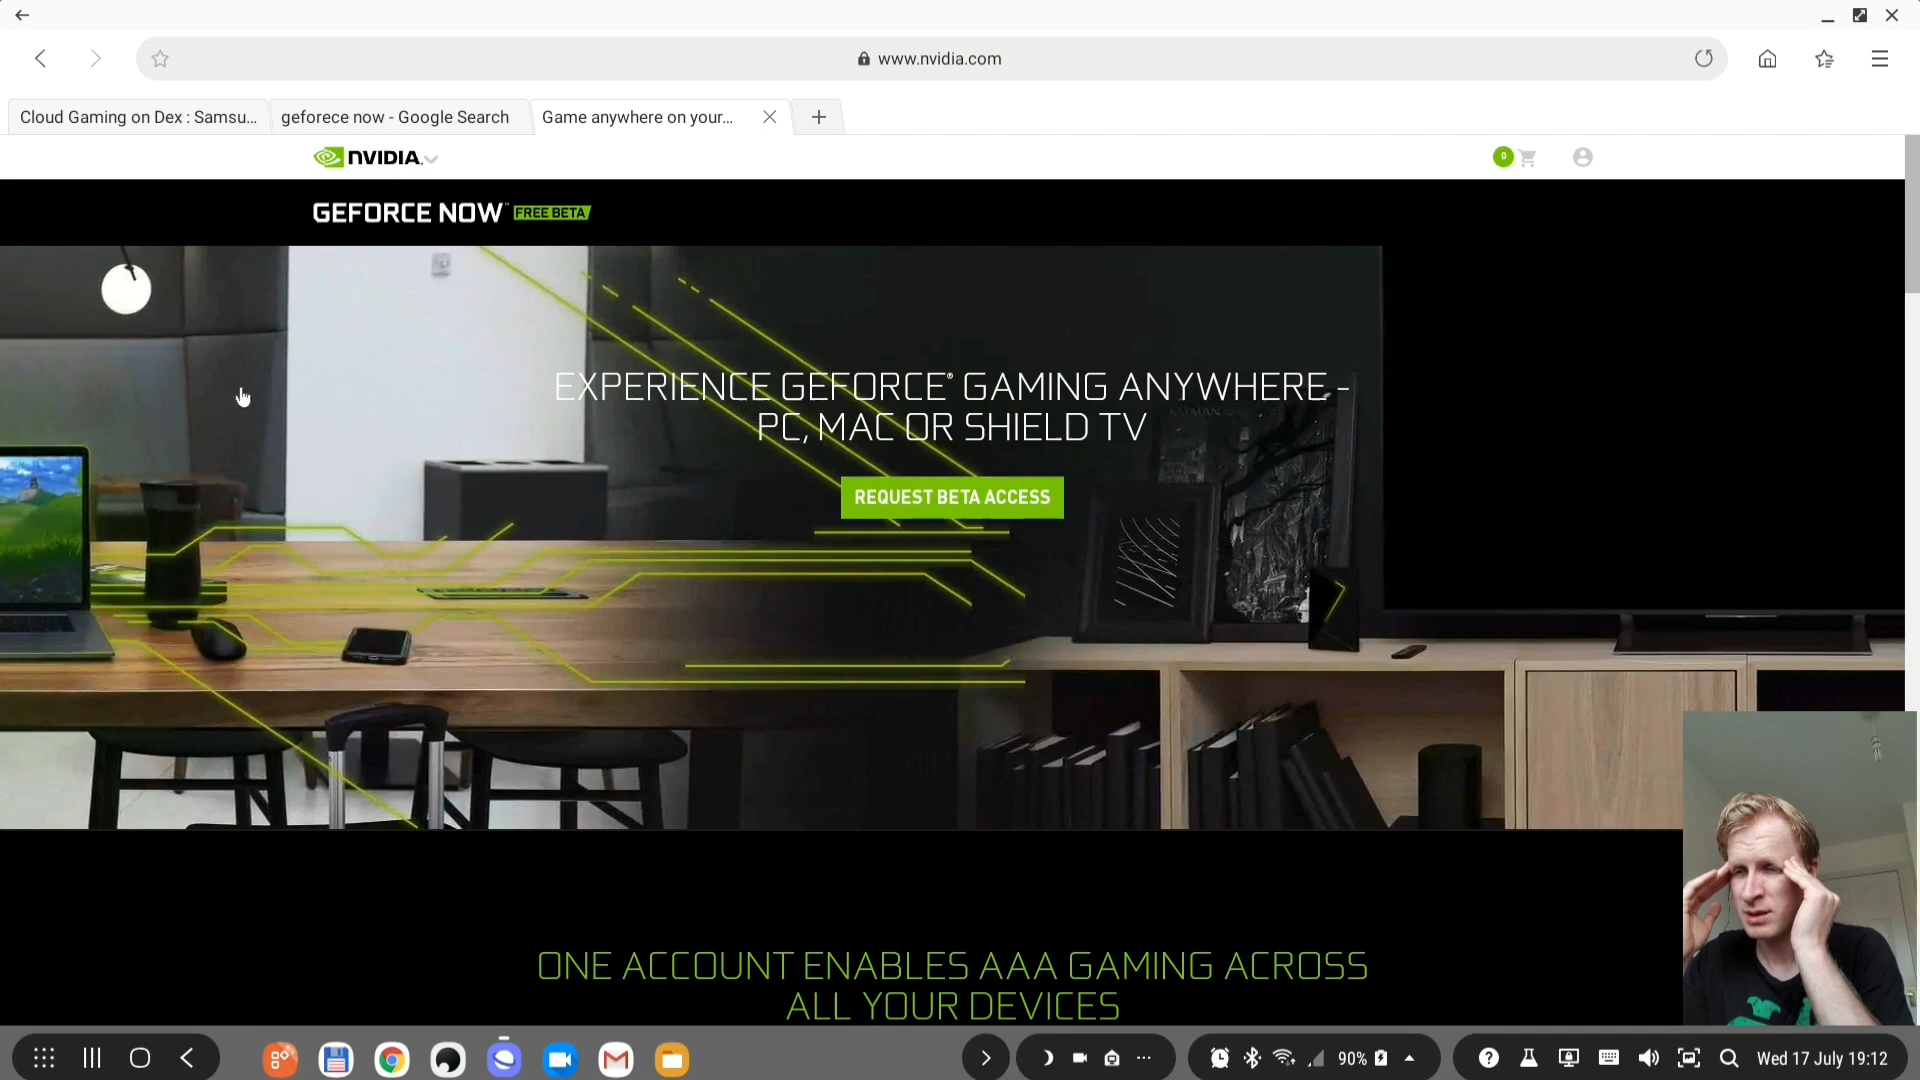 www.nvidia.com
Cloud Gaming on Dex : Samsu...
geforece now - Google Search
Game anywhere on your...
NVIDIA.
0
GEFORCE NOW™ FREE BETA
EXPERIENCE GEFORCE® GAMING ANYWHERE -
PC, MAC OR SHIELD TV
REQUEST BETA ACCESS
ONE ACCOUNT ENABLES AAA GAMING ACROSS
ALL YOUR DEVICES
90%
Wed 17 July 19:12